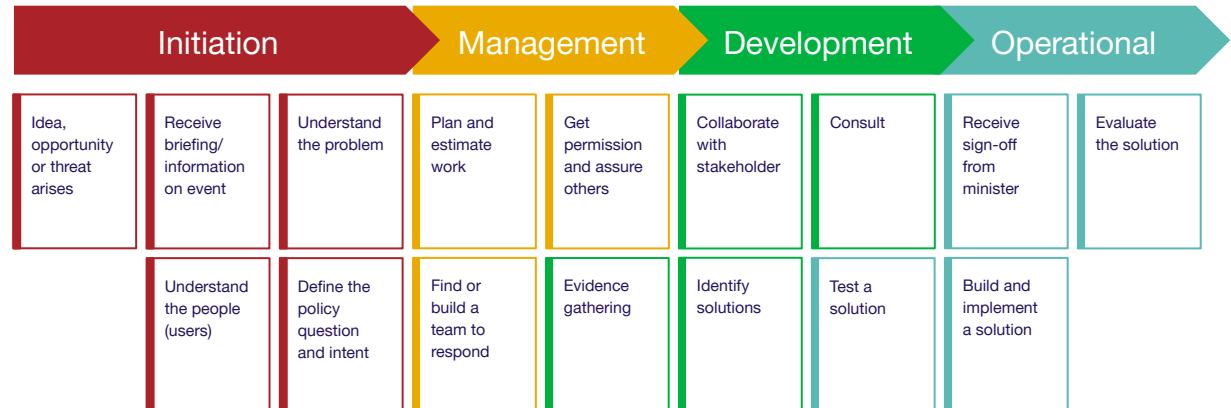 Initiation
Management
Development
Operational
Idea,
opportunity
or threat
arises
Receive
briefing/
information
on event
Understand
the problem
Plan and
estimate
work
Get
permission
and assure
others
Collaborate
with
stakeholder
Consult
Receive
sign-off
from
minister
Evaluate
the solution
Understand
the people
(users)
Define the
policy
question
and intent
Find or
build a
team to
respond
Evidence
gathering
Identify
solutions
Test a
solution
Build and
implement
a solution